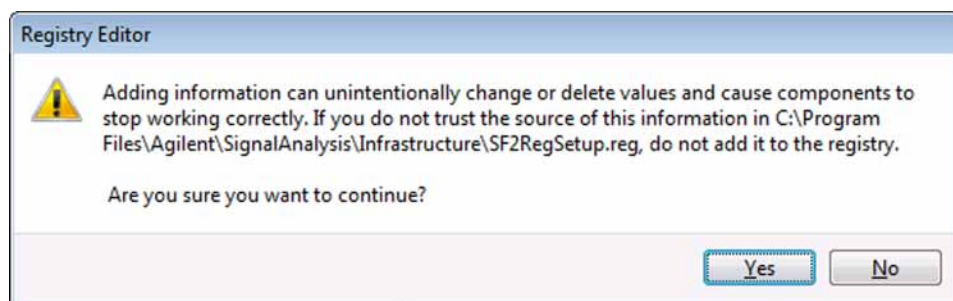 Registry Editor
Adding information can unintentionally change or delete values and cause components to
stop working correctly. If you do not trust the source of this information in C:\Program
Files\Agilent\SignalAnalysis\Infrastructure\SF2RegSetup.reg, do not add it to the registry.
Are you sure you want to continue?
Yes No